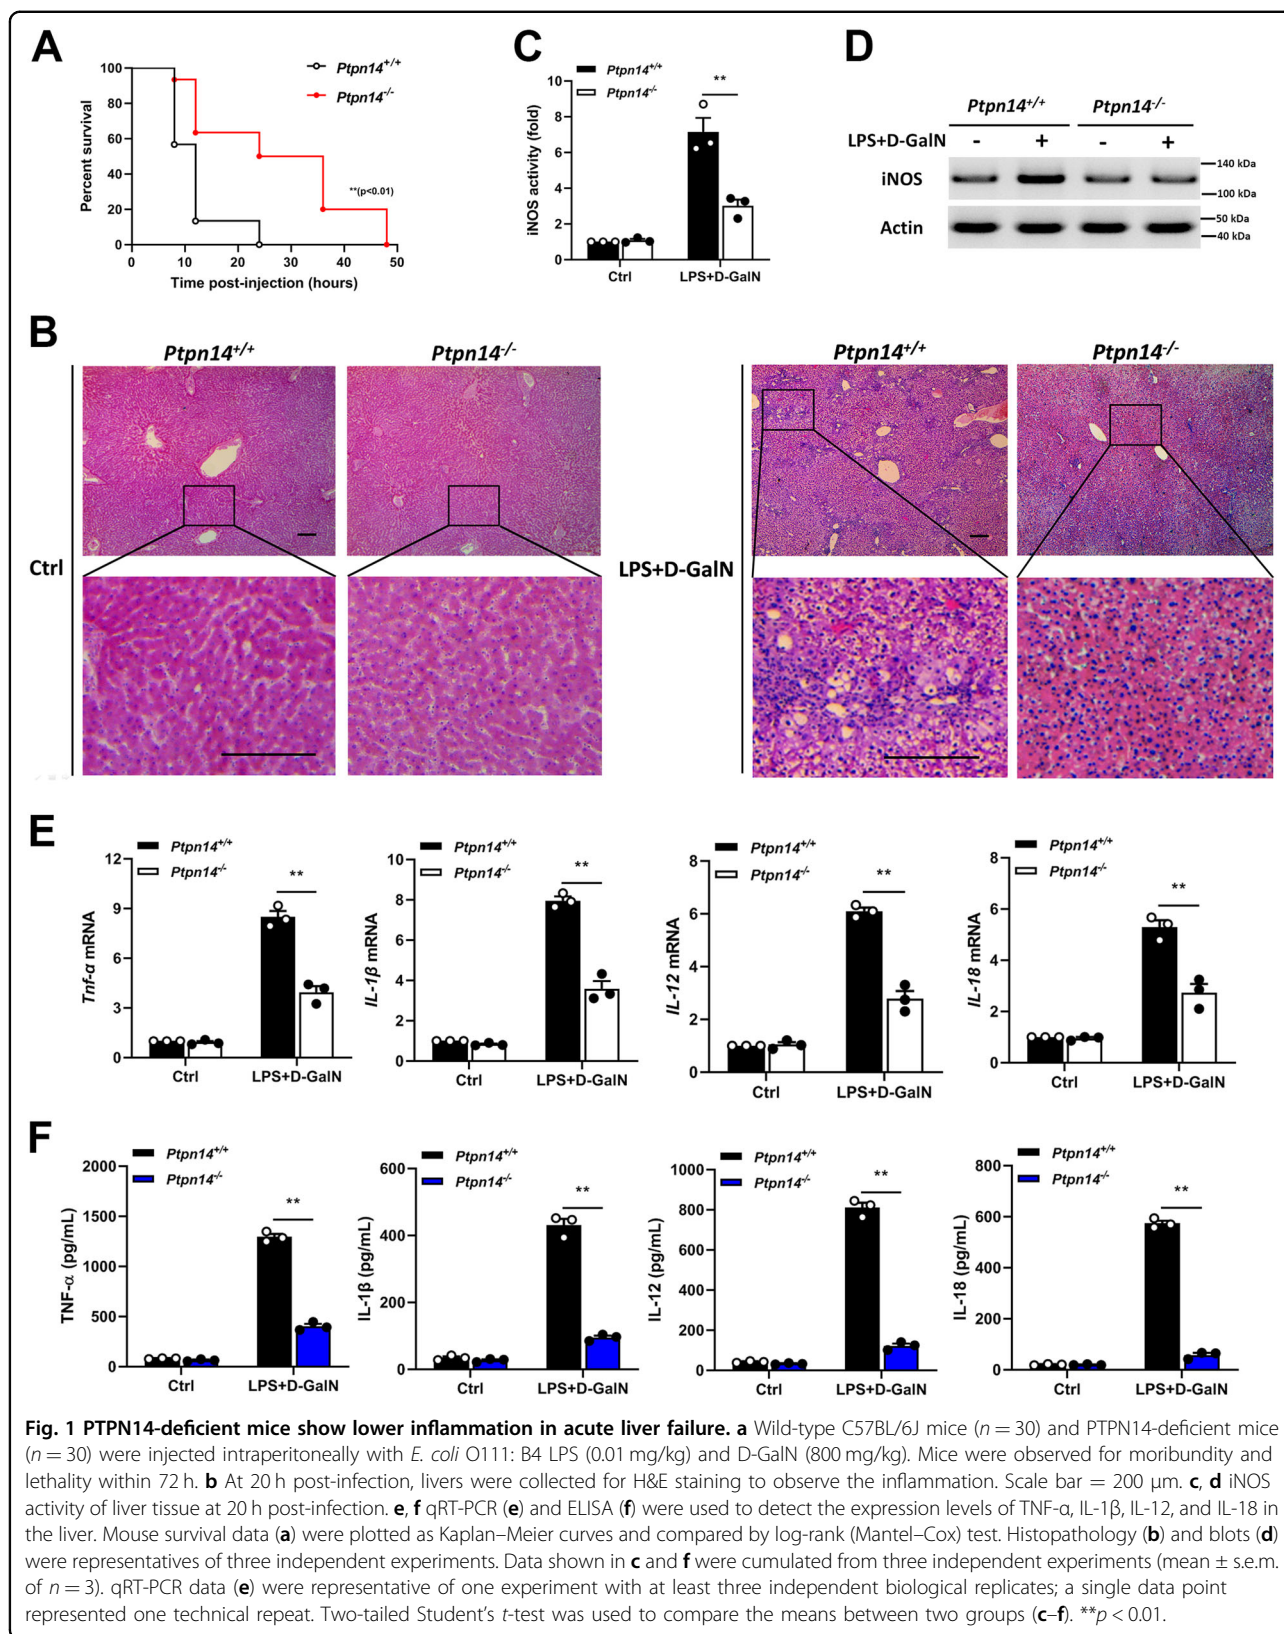 A
Ptpn14+/+
Ptpn14-/-
**(p<0.01)
Percent survival
100
80
60
40
20
0
0 10 20 30 40 50
Time post-injection (hours)
C
Ptpn14+/+
Ptpn14-/-
**
iNOS activity (fold)
10
8
6
4
2
0
Ctrl LPS+D-GalN
D
Ptpn14+/+ Ptpn14-/-
LPS+D-GalN - + - +
iNOS
140 kDa
100 kDa
Actin
50 kDa
40 kDa
B
Ptpn14+/+ Ptpn14-/- Ptpn14+/+ Ptpn14-/-
Ctrl
LPS+D-GalN
E
Ptpn14+/+
Ptpn14-/-
**
Tnf-α mRNA
12
9
6
3
0
Ctrl LPS+D-GalN
Ptpn14+/+
Ptpn14-/-
**
IL-1β mRNA
10
8
6
4
2
0
Ctrl LPS+D-GalN
Ptpn14+/+
Ptpn14-/-
**
IL-12 mRNA
8
6
4
2
0
Ctrl LPS+D-GalN
Ptpn14+/+
Ptpn14-/-
**
IL-18 mRNA
8
6
4
2
0
Ctrl LPS+D-GalN
F
Ptpn14+/+
Ptpn14-/-
**
TNF-α (pg/mL)
2000
1500
1000
500
0
Ctrl LPS+D-GalN
Ptpn14+/+
Ptpn14-/-
**
IL-1β (pg/mL)
600
400
200
0
Ctrl LPS+D-GalN
Ptpn14+/+
Ptpn14-/-
**
IL-12 (pg/mL)
1000
800
600
400
200
0
Ctrl LPS+D-GalN
Ptpn14+/+
Ptpn14-/-
**
IL-18 (pg/mL)
800
600
400
200
0
Ctrl LPS+D-GalN
Fig. 1 PTPN14-deficient mice show lower inflammation in acute liver failure. a Wild-type C57BL/6J mice (n = 30) and PTPN14-deficient mice
(n = 30) were injected intraperitoneally with E. coli O111: B4 LPS (0.01 mg/kg) and D-GalN (800 mg/kg). Mice were observed for moribundity and
lethality within 72 h. b At 20 h post-infection, livers were collected for H&E staining to observe the inflammation. Scale bar = 200 μm. c, d iNOS
activity of liver tissue at 20 h post-infection. e, f qRT-PCR (e) and ELISA (f) were used to detect the expression levels of TNF-α, IL-1β, IL-12, and IL-18 in
the liver. Mouse survival data (a) were plotted as Kaplan–Meier curves and compared by log-rank (Mantel–Cox) test. Histopathology (b) and blots (d)
were representatives of three independent experiments. Data shown in c and f were cumulated from three independent experiments (mean ± s.e.m.
of n = 3). qRT-PCR data (e) were representative of one experiment with at least three independent biological replicates; a single data point
represented one technical repeat. Two-tailed Student's t-test was used to compare the means between two groups (c–f). **p < 0.01.